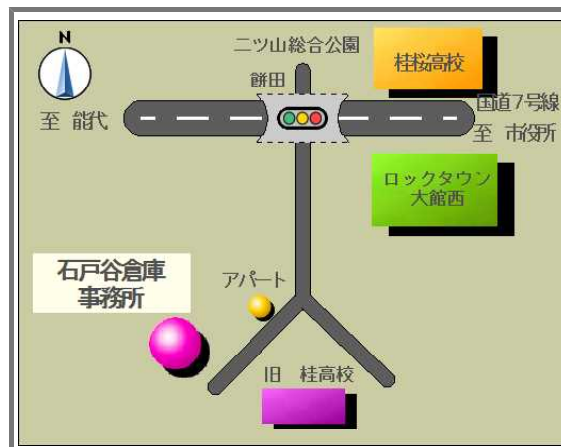 N
二ツ山総合公園
餅田
桂桜高校
国道7号線
至 能代
至 市役所
ロックタウン
大館西
石戸谷倉庫
事務所
アパート
旧 桂高校